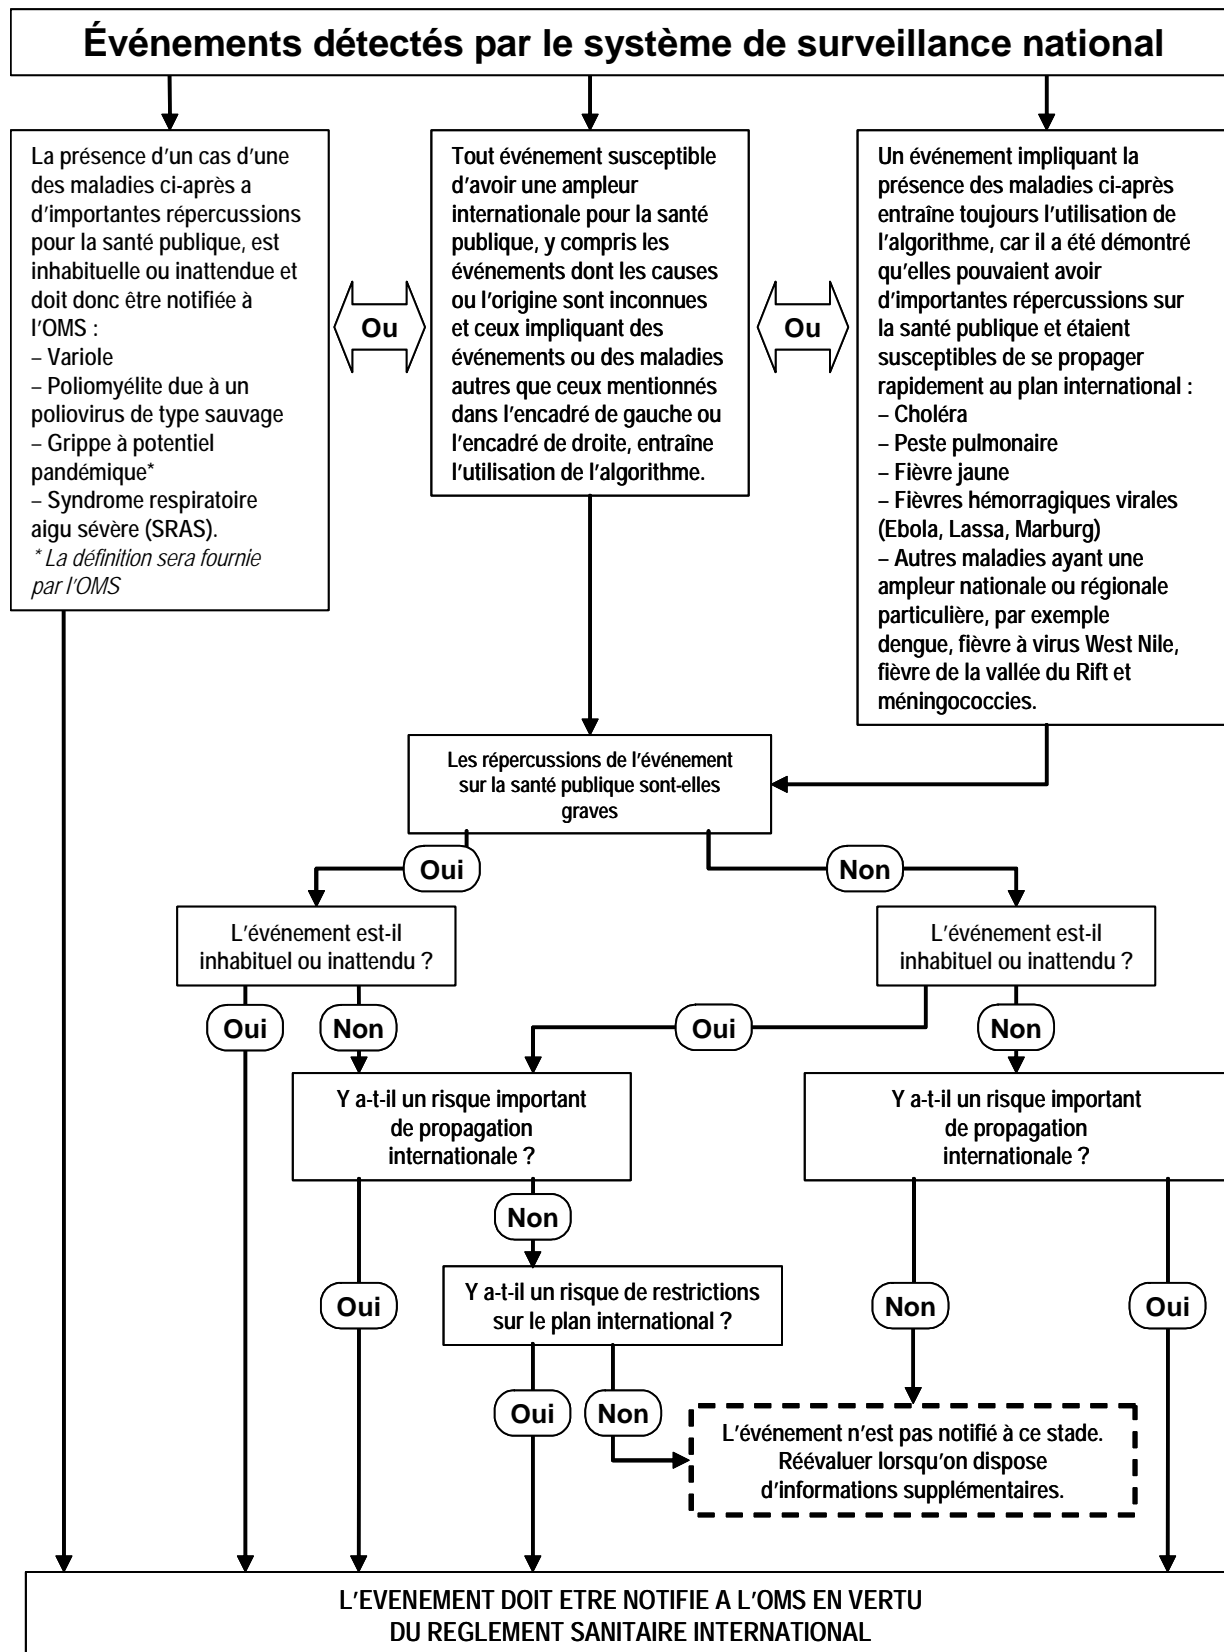 Événements détectés par le système de surveillance national
La présence d'un cas d'une
des maladies ci-après a
d'importantes répercussions
pour la santé publique, est
inhabituelle ou inattendue et
doit donc être notifiée à
l'OMS :
– Variole
– Poliomyélite due à un
poliovirus de type sauvage
– Grippe à potentiel
pandémique*
– Syndrome respiratoire
aigu sévère (SRAS).
* La définition sera fournie
par l'OMS
Ou
Tout événement susceptible
d'avoir une ampleur
internationale pour la santé
publique, y compris les
événements dont les causes
ou l'origine sont inconnues
et ceux impliquant des
événements ou des maladies
autres que ceux mentionnés
dans l'encadré de gauche ou
l'encadré de droite, entraîne
l'utilisation de l'algorithme.
Ou
Un événement impliquant la
présence des maladies ci-après
entraîne toujours l'utilisation de
l'algorithme, car il a été démontré
qu'elles pouvaient avoir
d'importantes répercussions sur
la santé publique et étaient
susceptibles de se propager
rapidement au plan international :
– Choléra
– Peste pulmonaire
– Fièvre jaune
– Fièvres hémorragiques virales
(Ebola, Lassa, Marburg)
– Autres maladies ayant une
ampleur nationale ou régionale
particulière, par exemple
dengue, fièvre à virus West Nile,
fièvre de la vallée du Rift et
méningococcies.
Les répercussions de l'événement
sur la santé publique sont-elles
graves
Oui
Non
L'événement est-il
inhabituel ou inattendu ?
L'événement est-il
inhabituel ou inattendu ?
Oui
Non
Oui
Non
Y a-t-il un risque important
de propagation
internationale ?
Y a-t-il un risque important
de propagation
internationale ?
Non
Y a-t-il un risque de restrictions
sur le plan international ?
Oui
Non
Oui
Oui
Non
L'événement n'est pas notifié à ce stade.
Réévaluer lorsqu'on dispose
d'informations supplémentaires.
L'EVENEMENT DOIT ETRE NOTIFIE A L'OMS EN VERTU
DU REGLEMENT SANITAIRE INTERNATIONAL